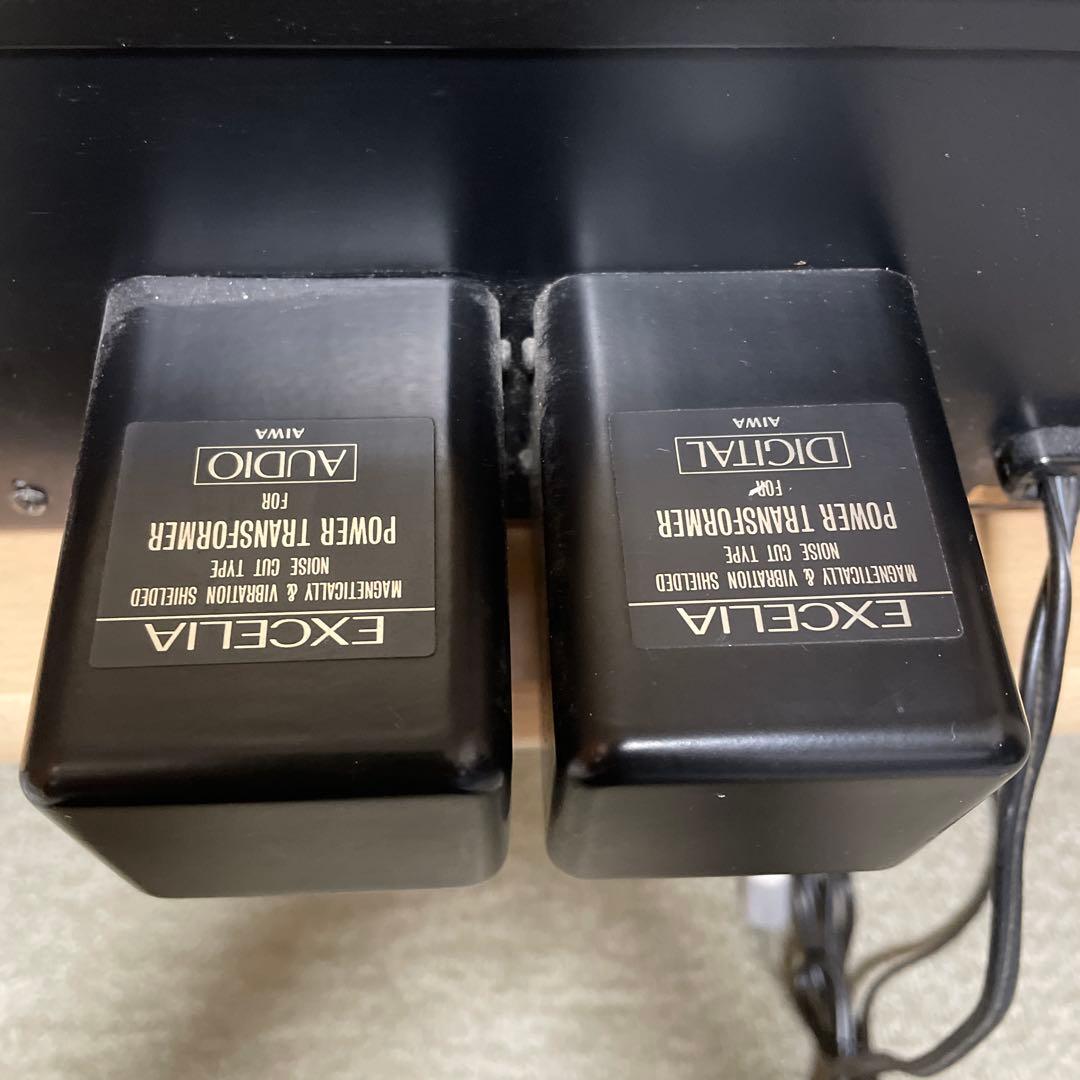 EXCELIA
MAGNETICALLY & VIBRATION SHIELDED
NOISE CUT TYPE
POWER TRANSFORMER
FOR
DIGITAL
AIWA
EXCELIA
MAGNETICALLY & VIBRATION SHIELDED
NOISE CUT TYPE
POWER TRANSFORMER
FOR
AUDIO
AIWA